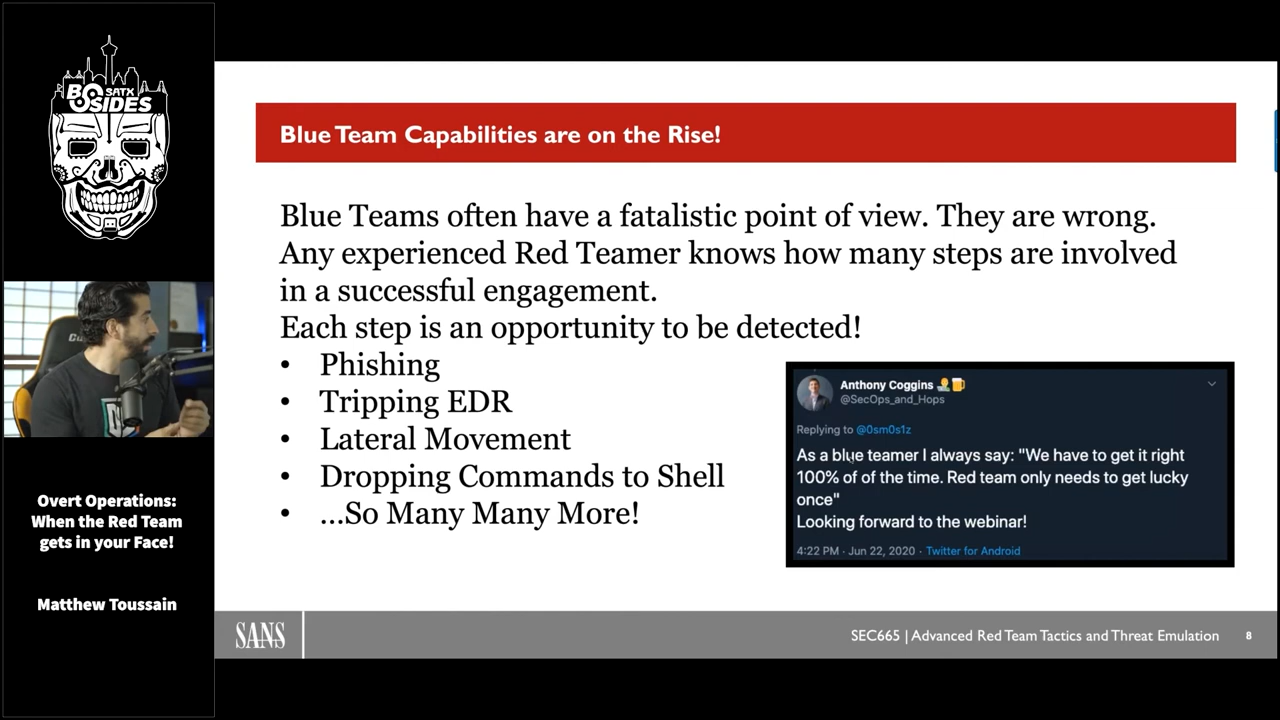 BSIDES
SATX
Overt Operations:
When the Red Team
gets in your Face!
Matthew Toussain
Blue Team Capabilities are on the Rise!
Blue Teams often have a fatalistic point of view. They are wrong.
Any experienced Red Teamer knows how many steps are involved
in a successful engagement.
Each step is an opportunity to be detected!
• Phishing
• Tripping EDR
• Lateral Movement
• Dropping Commands to Shell
• ...So Many Many More!
Anthony Coggins
@SecOps_and_Hops
Replying to @0sm0s1z
As a blue teamer I always say: "We have to get it right
100% of of the time. Red team only needs to get lucky
once"
Looking forward to the webinar!
4:22 PM · Jun 22, 2020 · Twitter for Android
SANS
SEC665 | Advanced Red Team Tactics and Threat Emulation
8